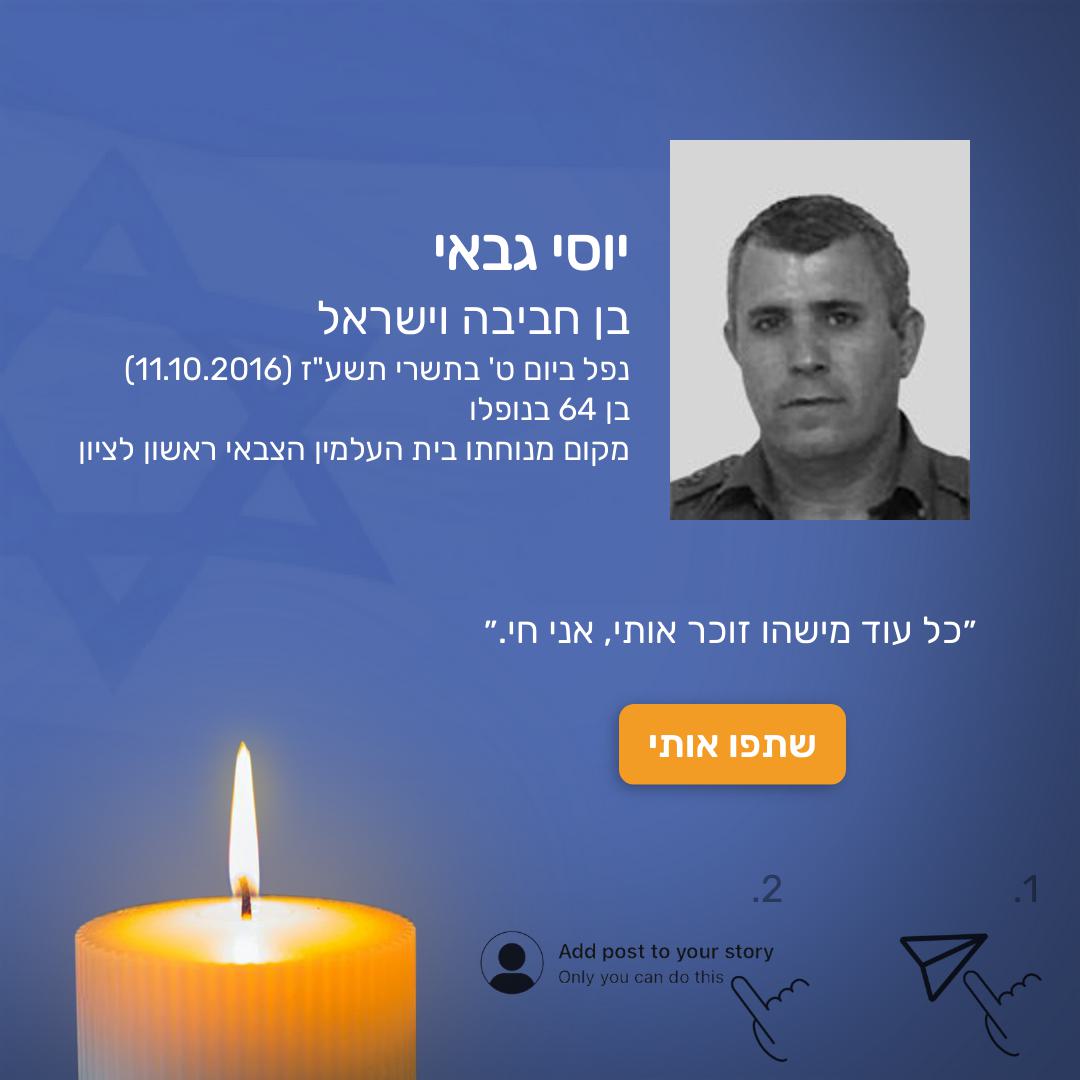 יוסי גבאי
בן חביבה וישראל
נפל ביום ט' בתשרי תשע"ז (11.10.2016)
בן 64 בנופלו
מקום מנוחתו בית העלמין הצבאי ראשון לציון
״כל עוד מישהו זוכר אותי, אני חי.״
שתפו אותי
1.
2.
Add post to your story
Only you can do this